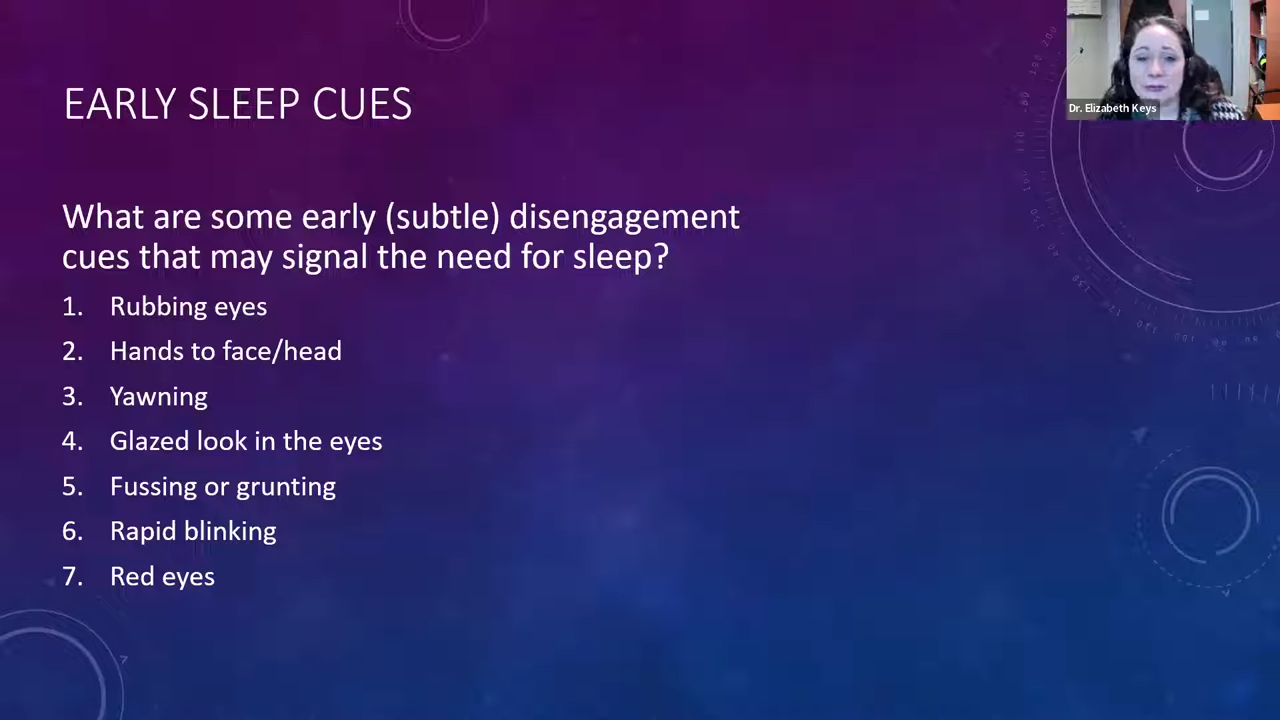 EARLY SLEEP CUES
Dr. Elizabeth Keys
What are some early (subtle) disengagement
cues that may signal the need for sleep?
1. Rubbing eyes
2. Hands to face/head
3. Yawning
4. Glazed look in the eyes
5. Fussing or grunting
6. Rapid blinking
7. Red eyes